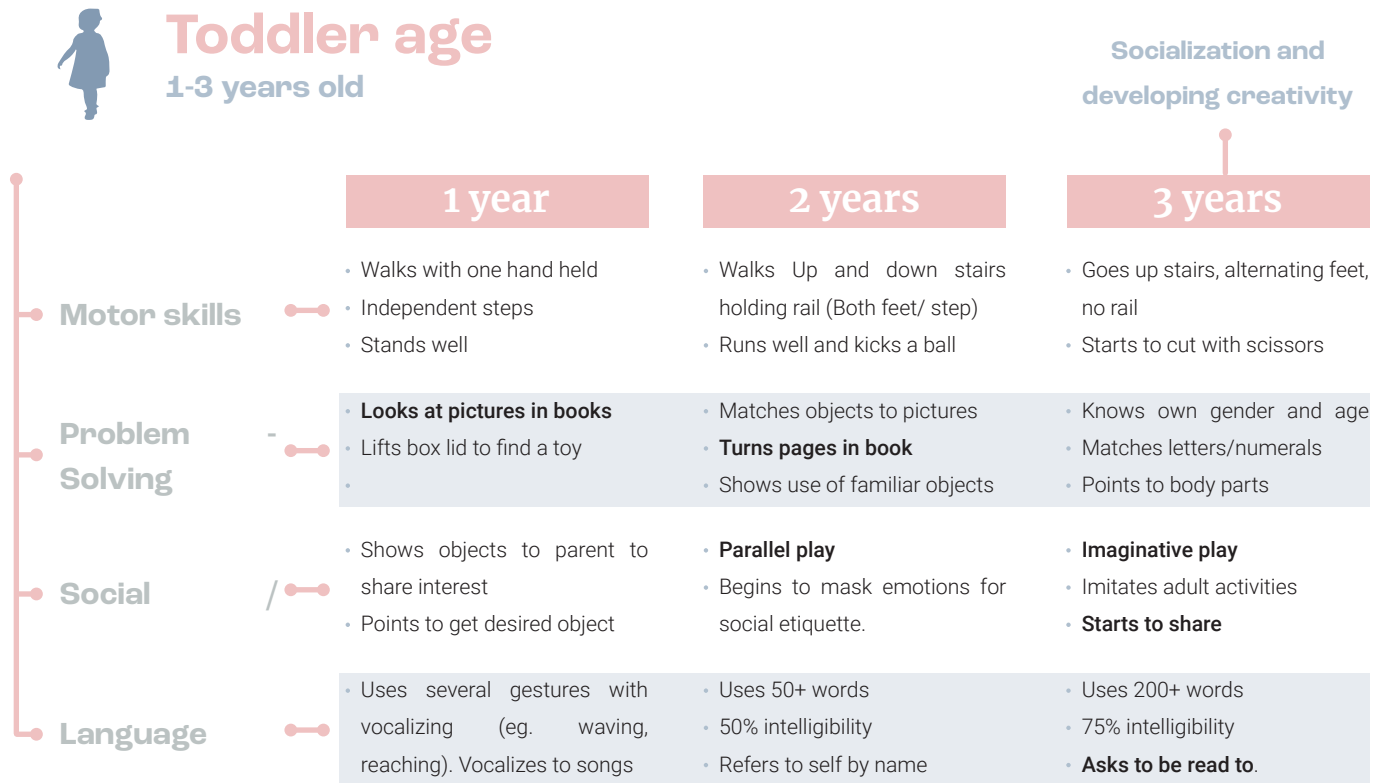 Toddler age
1-3 years old
Socialization and
developing creativity
1 year
2 years
3 years
Motor skills
• Walks with one hand held
• Independent steps
• Stands well
• Walks Up and down stairs
holding rail (Both feet/ step)
• Runs well and kicks a ball
• Goes up stairs, alternating feet,
no rail
• Starts to cut with scissors
Problem -
Solving
• Looks at pictures in books
• Lifts box lid to find a toy
•
• Matches objects to pictures
• Turns pages in book
• Shows use of familiar objects
• Knows own gender and age
• Matches letters/numerals
• Points to body parts
Social /
• Shows objects to parent to
share interest
• Points to get desired object
• Parallel play
• Begins to mask emotions for
social etiquette.
• Imaginative play
• Imitates adult activities
• Starts to share
Language
• Uses several gestures with
vocalizing (eg. waving,
reaching). Vocalizes to songs
• Uses 50+ words
• 50% intelligibility
• Refers to self by name
• Uses 200+ words
• 75% intelligibility
• Asks to be read to.